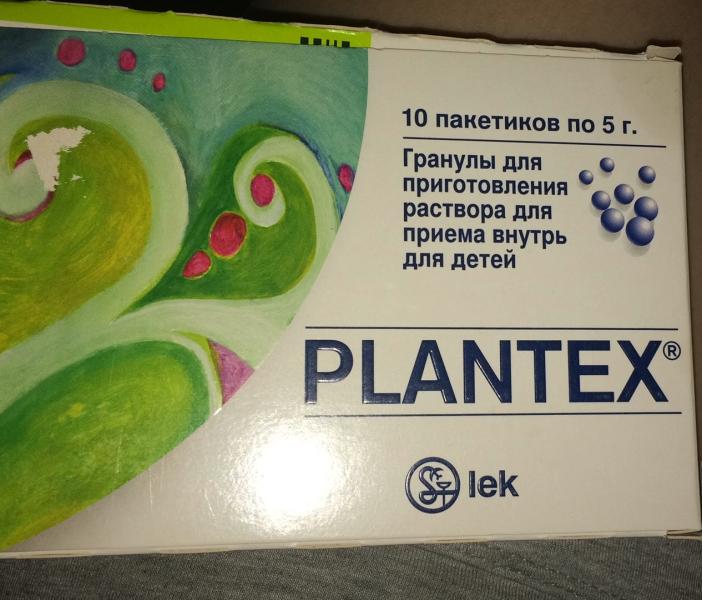 10 пакетиков по 5 г.
Гранулы для
приготовления
раствора для
приема внутрь
для детей
PLANTEX®
lek